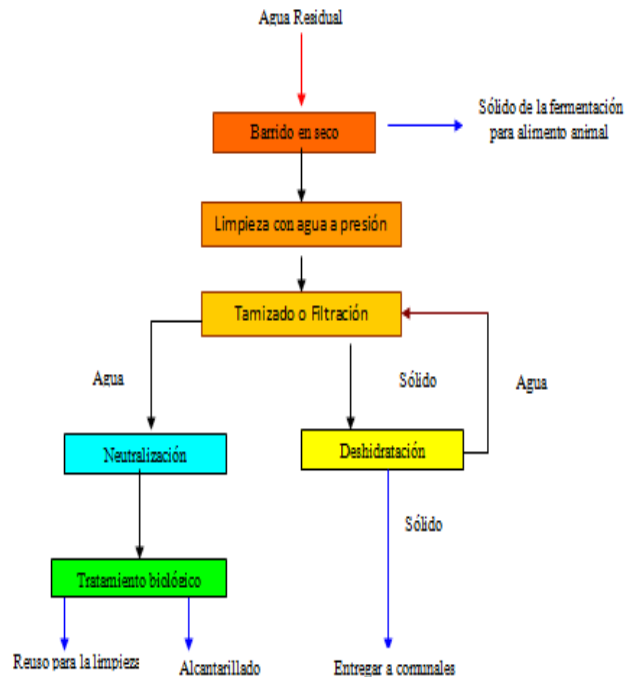 Agua Residual
Barrido en seco
Sólido de la fermentación
para alimento animal
Limpieza con agua a presión
Tamizado o Filtración
Agua
Sólido
Agua
Neutralización
Deshidratación
Sólido
Tratamiento biológico
Reuso para la limpieza
Alcantarillado
Entregar a comunales